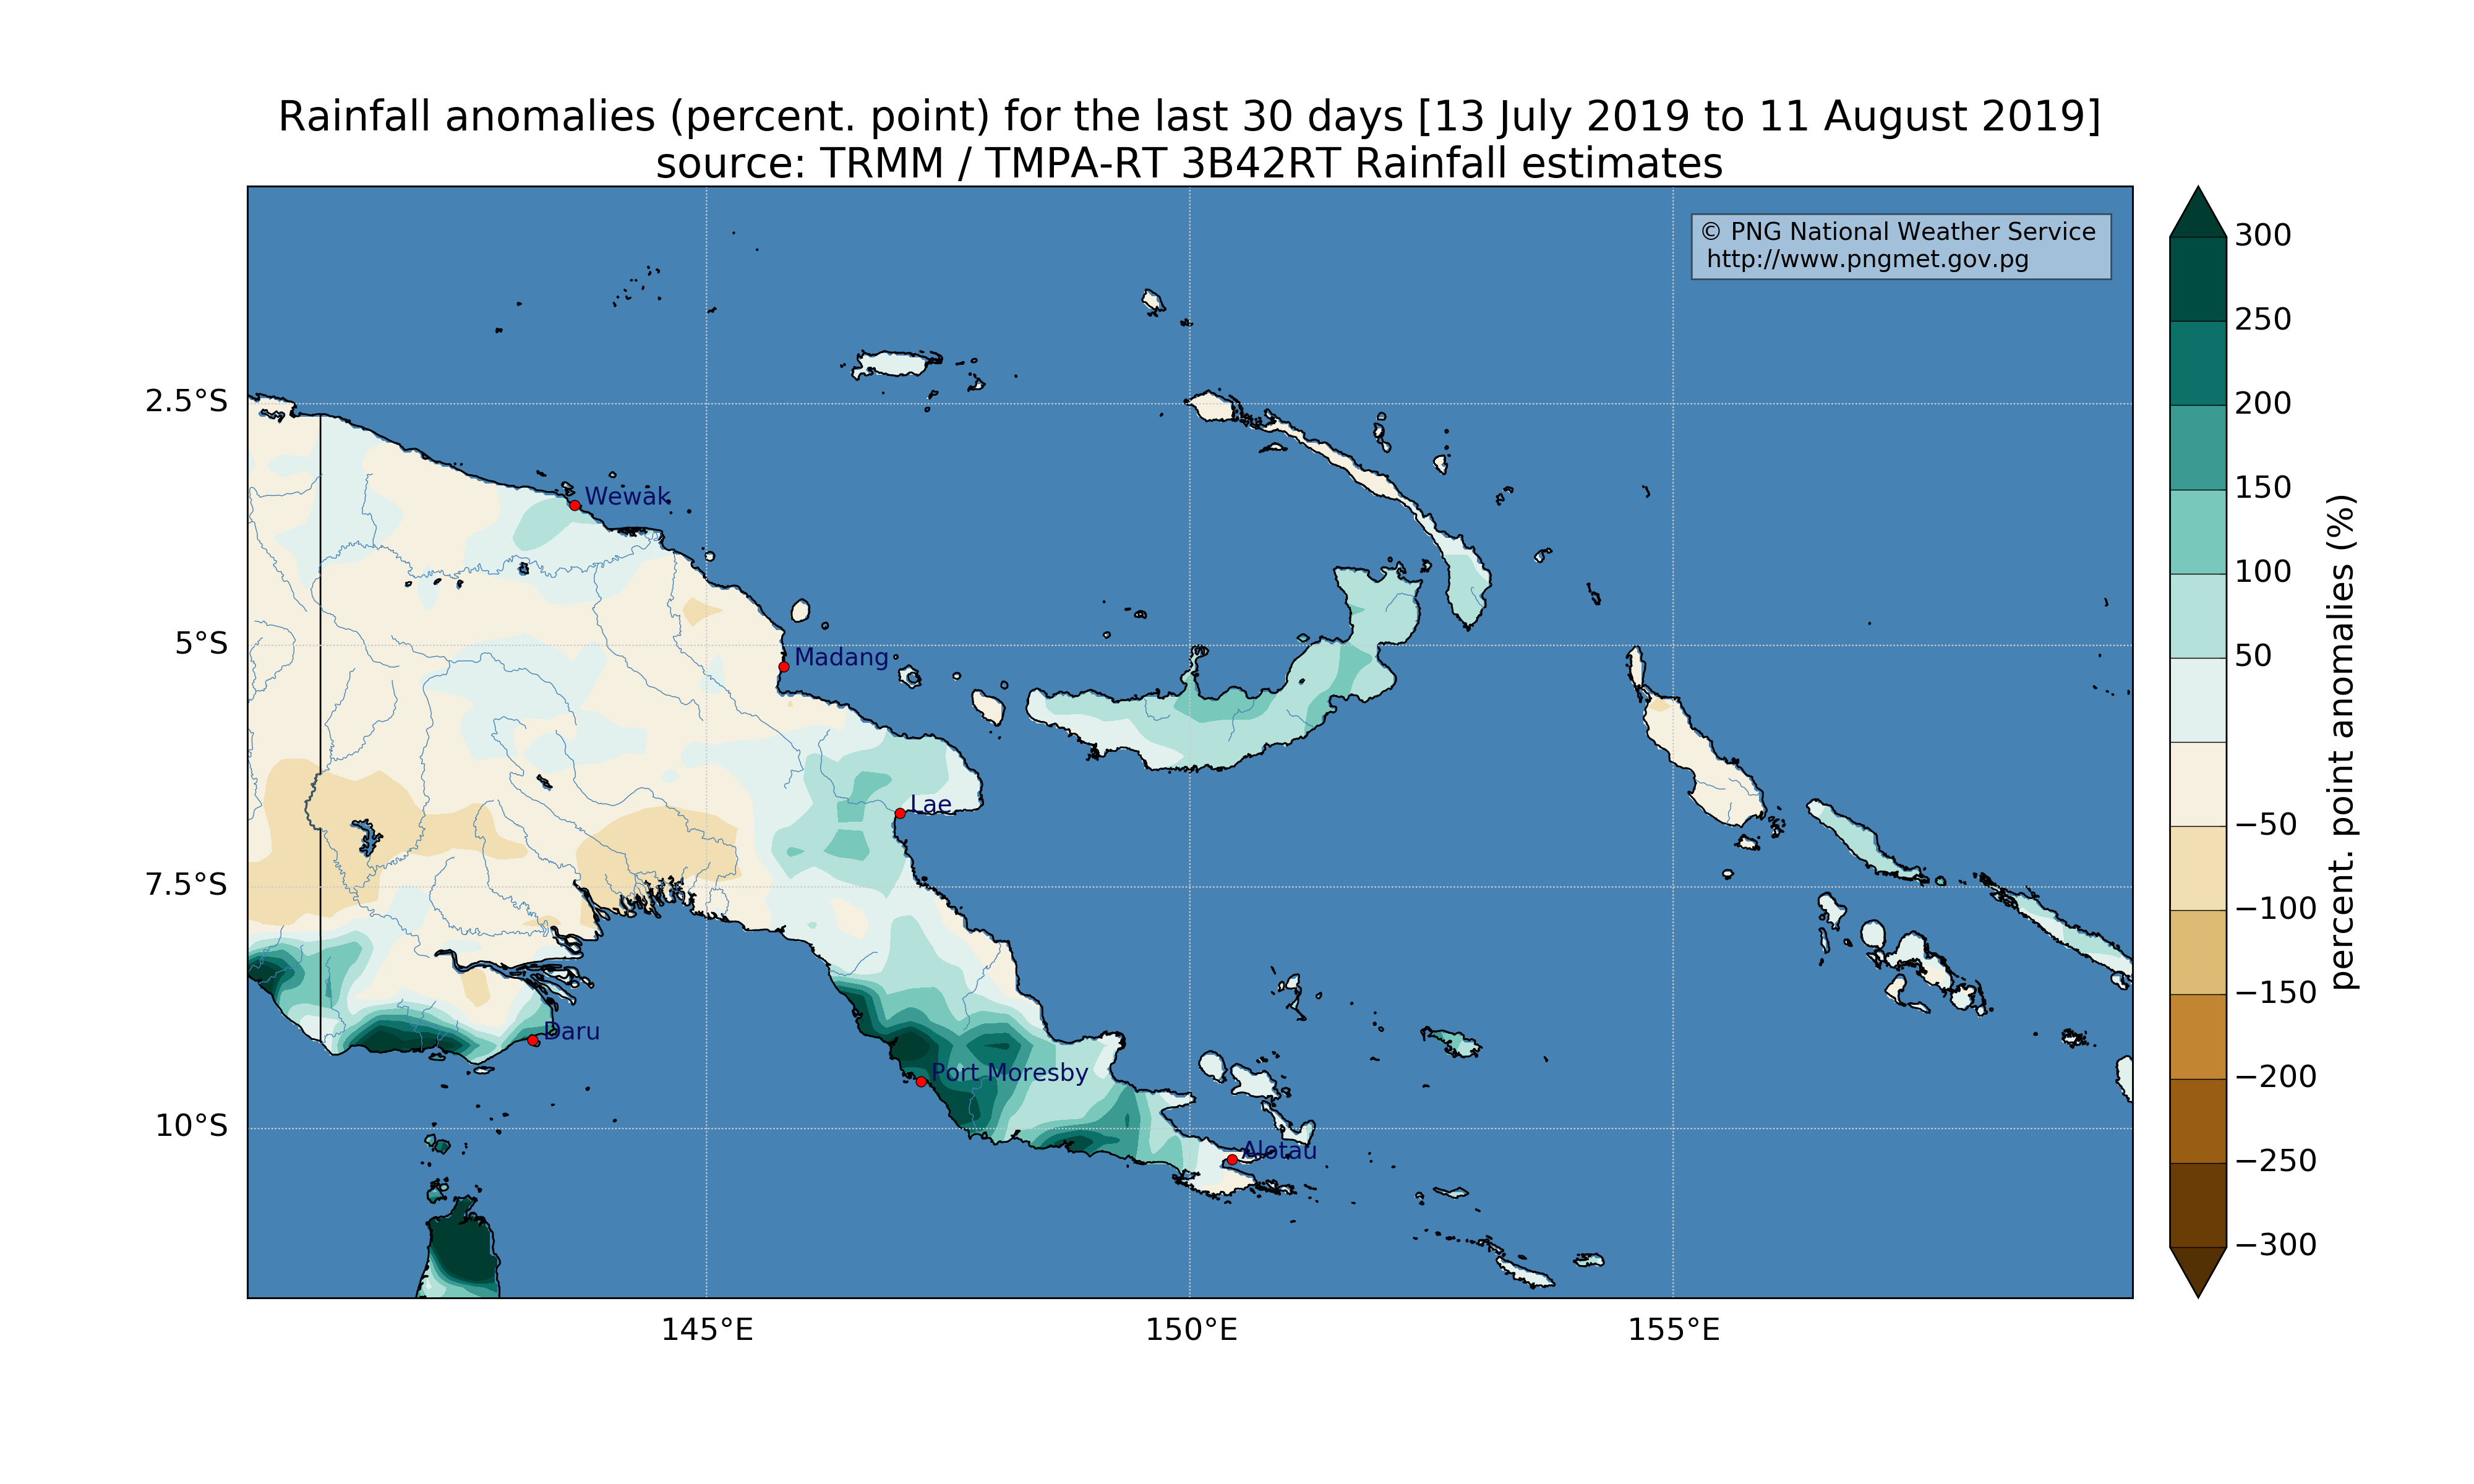 Rainfall anomalies (percent. point) for the last 30 days [13 July 2019 to 11 August 2019]
source: TRMM / TMPA-RT 3B42RT Rainfall estimates
© PNG National Weather Service
http://www.pngmet.gov.pg
2.5°S
5°S
7.5°S
10°S
Wewak
Madang
Lae
Daru
Port Moresby
Alotau
145°E
150°E
155°E
300
250
200
150
100
50
−50
−100
−150
−200
−250
−300
percent. point anomalies (%)